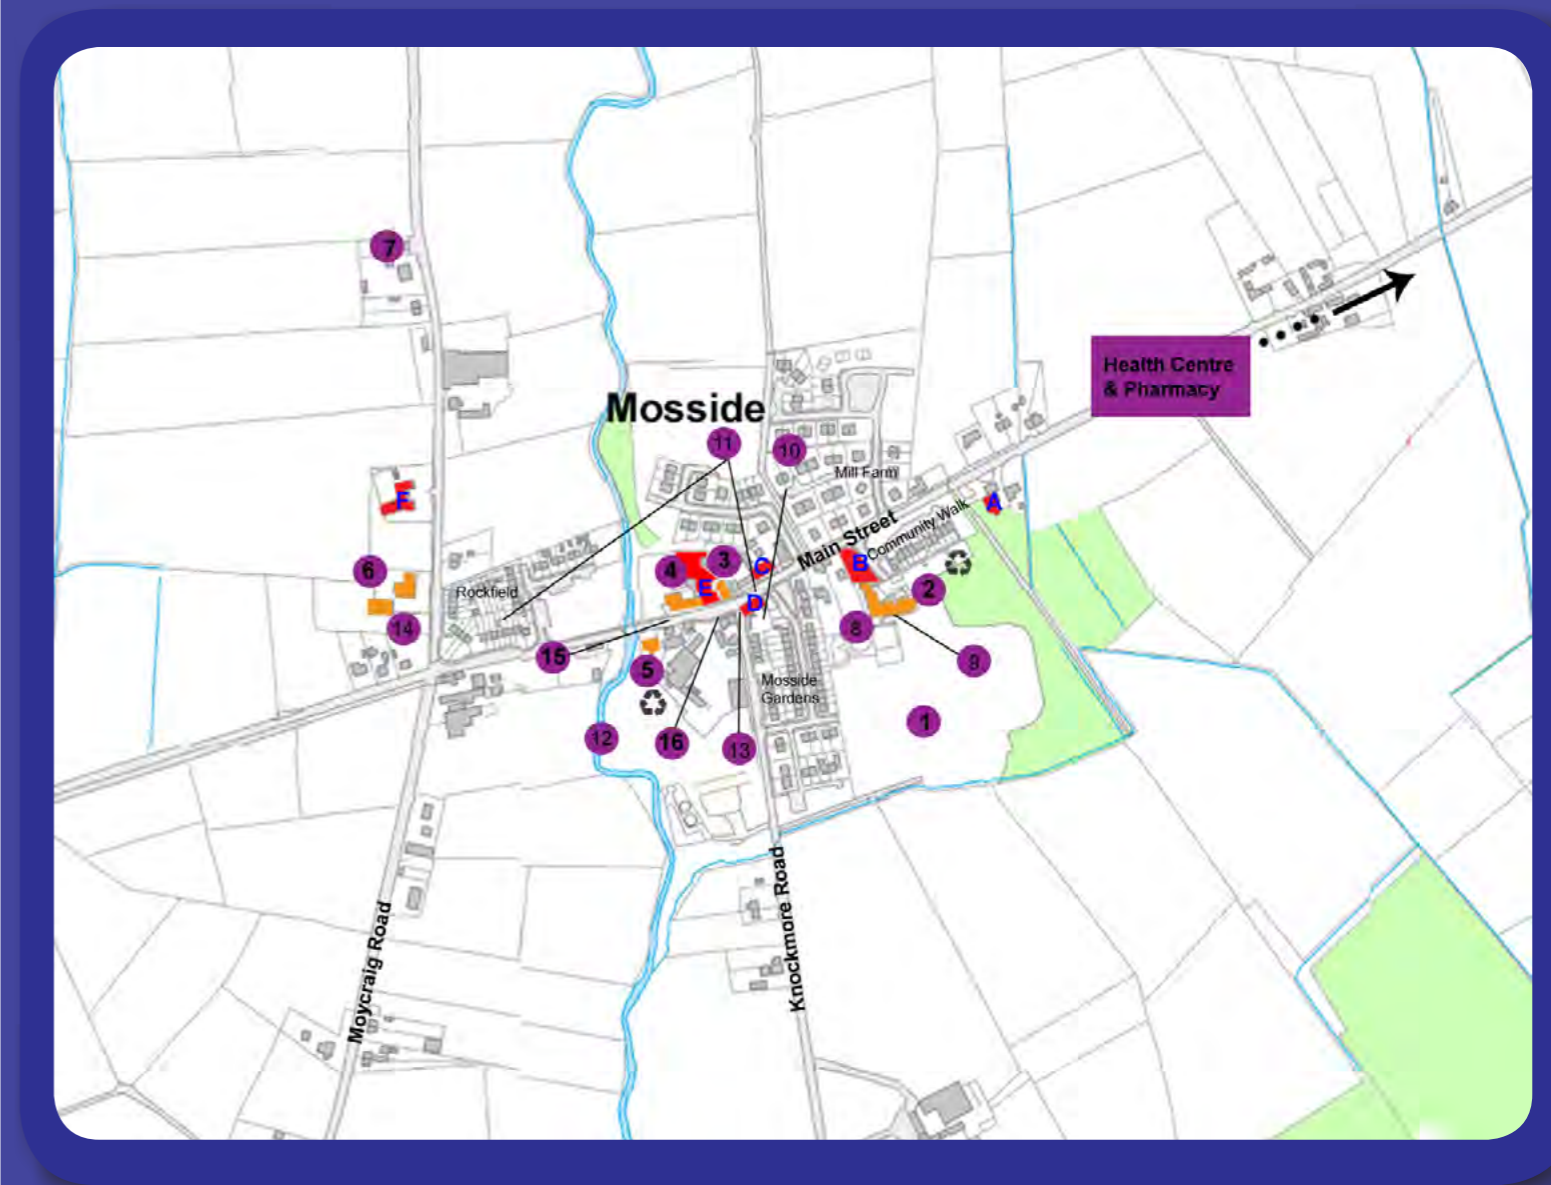 7
Health Centre
& Pharmacy
Mosside
11
10
Mill Farm
F
A
Community Walk
Main Street
3
C
B
4
6
E
2
Rockfield
D
14
8
15
9
5
Mosside
Gardens
1
12
16
13
Knockmore Road
Moycraig Road